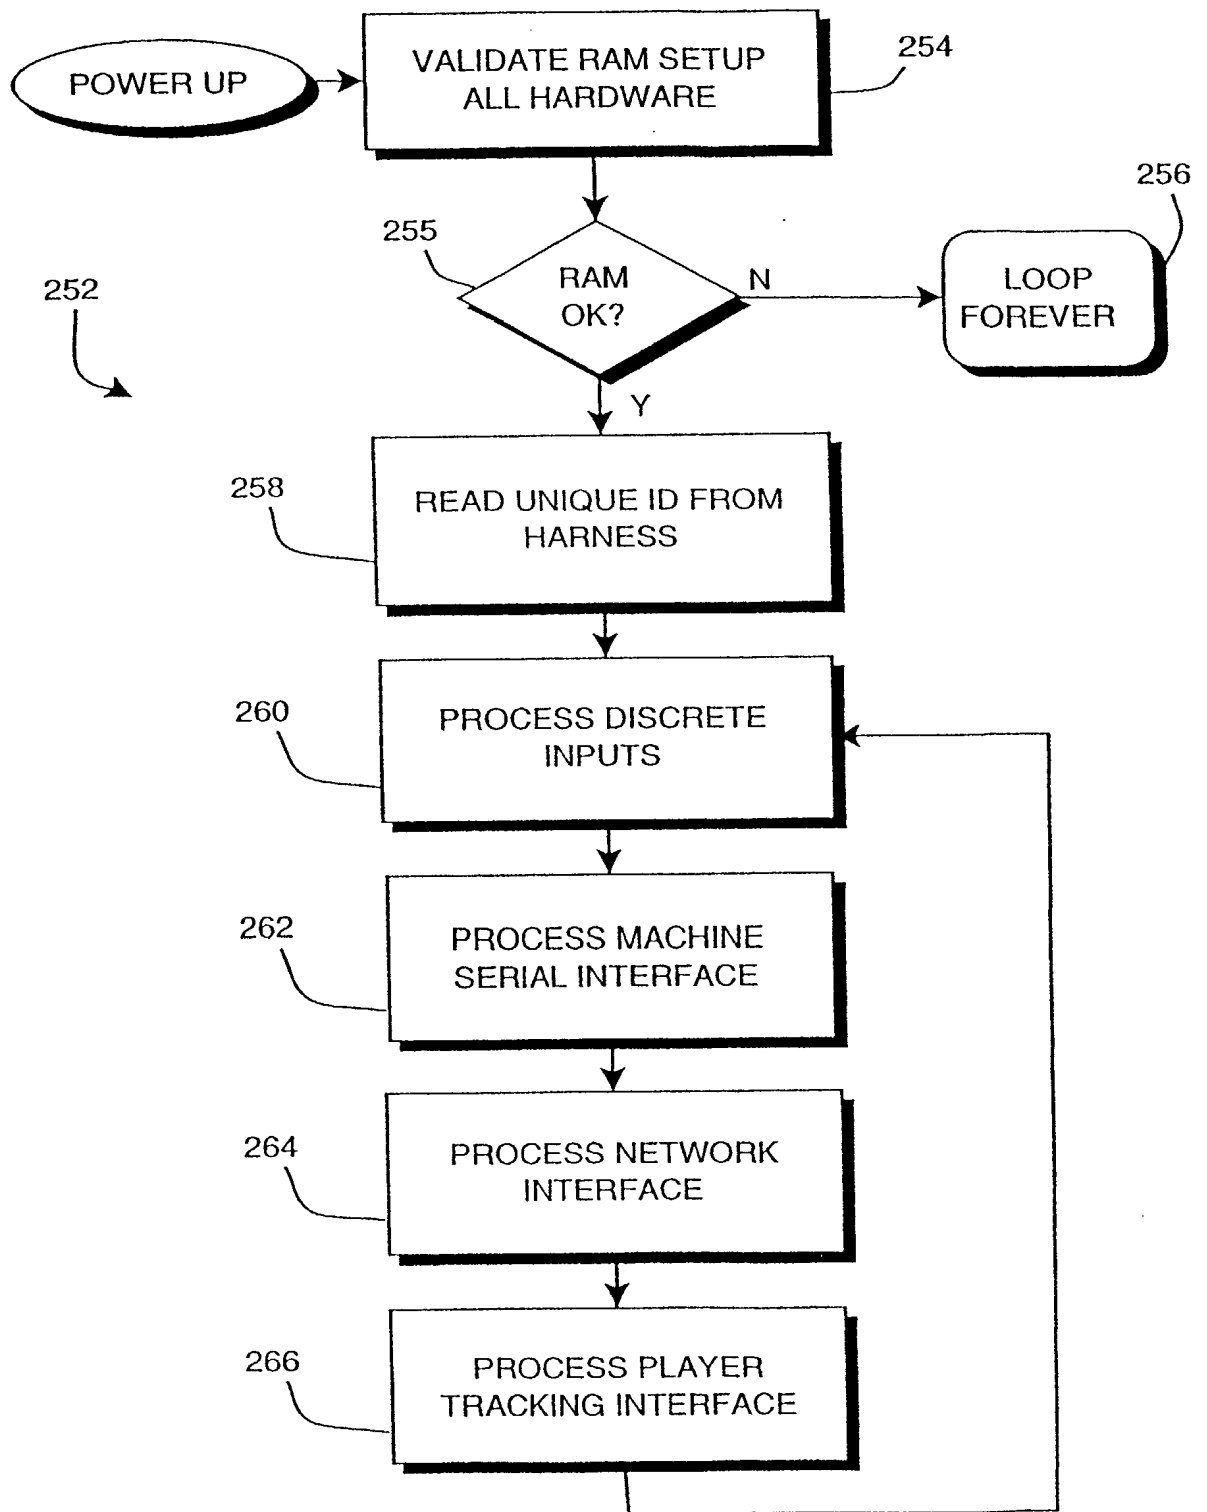 POWER UP
VALIDATE RAM SETUP
ALL HARDWARE
254
255
RAM
OK?
N
256
LOOP
FOREVER
252
Y
258
READ UNIQUE ID FROM
HARNESS
260
PROCESS DISCRETE
INPUTS
262
PROCESS MACHINE
SERIAL INTERFACE
264
PROCESS NETWORK
INTERFACE
266
PROCESS PLAYER
TRACKING INTERFACE